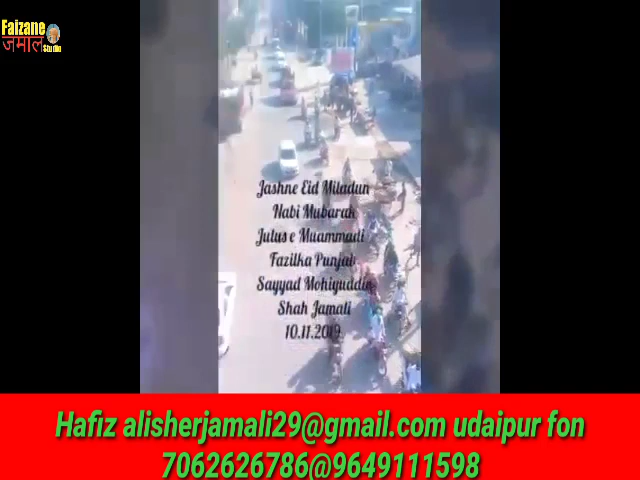 Faizane
जमाल
Studio
Jashne Eid Miladun
Nabi Mubarak
Julus e Muammadi
Fazilka Punjab
Sayyad Mohiyuddin
Shah Jamali
10.11.2019
Hafiz alisherjamali29@gmail.com udaipur fon
7062626786@9649111598